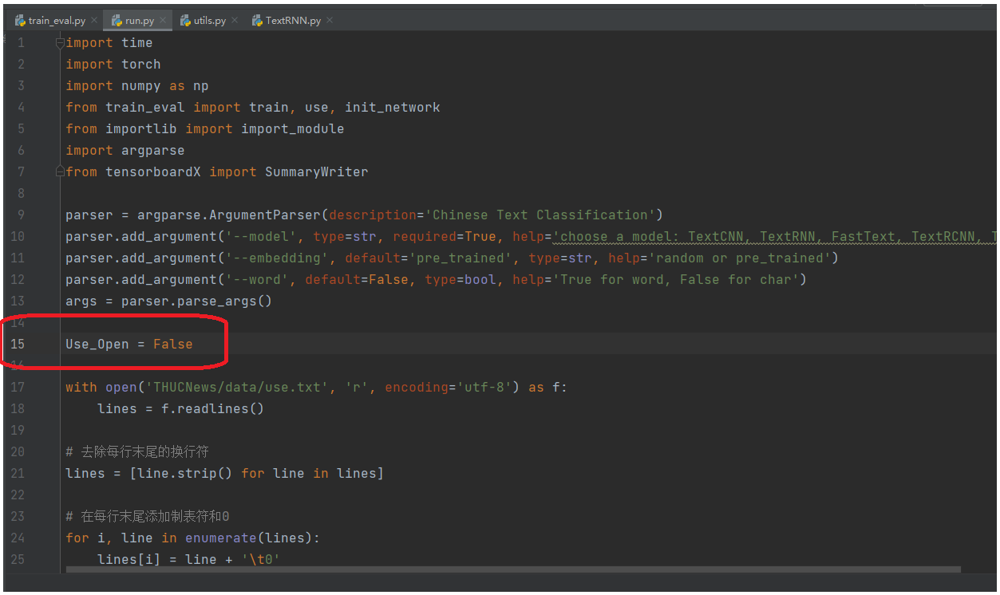 train_eval.py run.py utils.py TextRNN.py
1 import time
2 import torch
3 import numpy as np
4 from train_eval import train, use, init_network
5 from importlib import import_module
6 import argparse
7 from tensorboardX import SummaryWriter
8
9 parser = argparse.ArgumentParser(description='Chinese Text Classification')
10 parser.add_argument('--model', type=str, required=True, help='choose a model: TextCNN, TextRNN, FastText, TextRCNN, T
11 parser.add_argument('--embedding', default='pre_trained', type=str, help='random or pre_trained')
12 parser.add_argument('--word', default=False, type=bool, help='True for word, False for char')
13 args = parser.parse_args()
14
15 Use_Open = False
16
17 with open('THUCNews/data/use.txt', 'r', encoding='utf-8') as f:
18 lines = f.readlines()
19
20 # 去除每行末尾的换行符
21 lines = [line.strip() for line in lines]
22
23 # 在每行末尾添加制表符和0
24 for i, line in enumerate(lines):
25 lines[i] = line + '\t0'